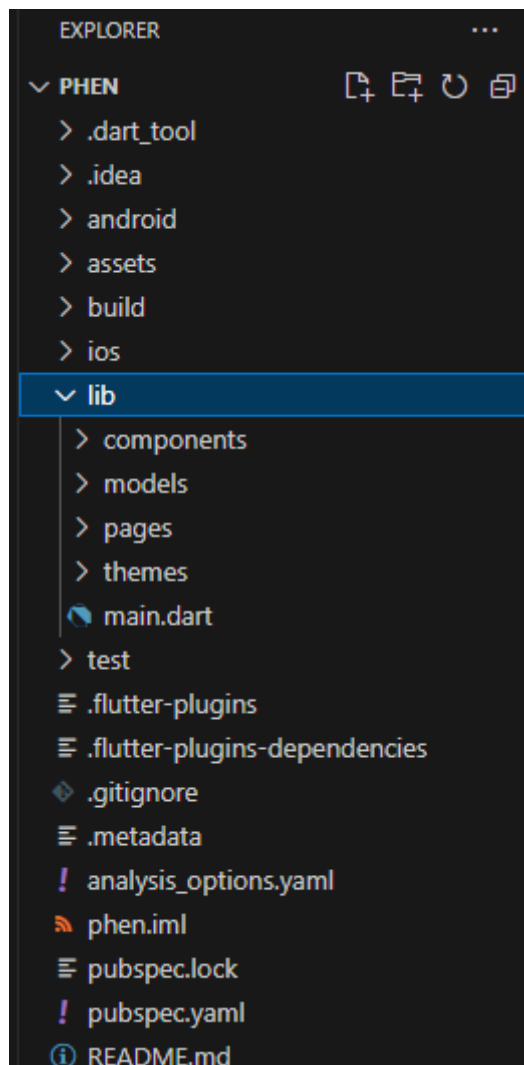 EXPLORER
PHEN
.dart_tool
.idea
android
assets
build
ios
lib
components
models
pages
themes
main.dart
test
.flutter-plugins
.flutter-plugins-dependencies
.gitignore
.metadata
analysis_options.yaml
phen.iml
pubspec.lock
pubspec.yaml
README.md